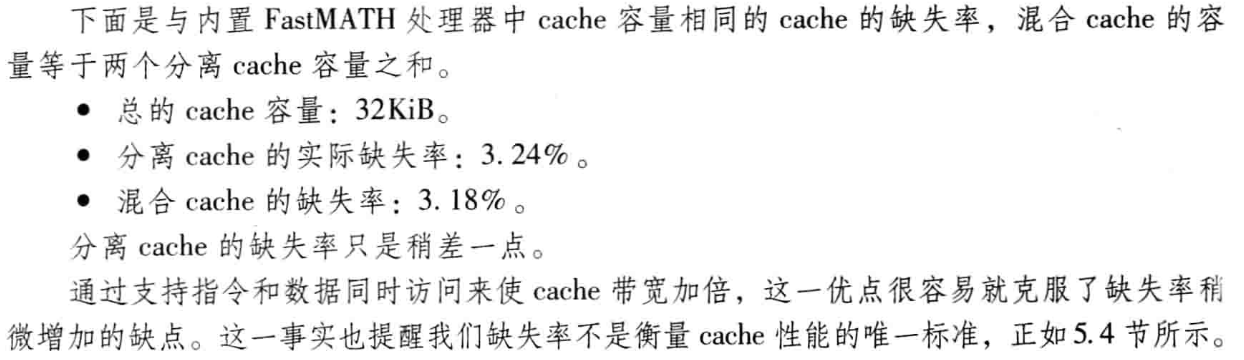 下面是与内置 FastMATH 处理器中 cache 容量相同的 cache 的缺失率，混合 cache 的容
量等于两个分离 cache 容量之和。
● 总的 cache 容量：32KiB。
● 分离 cache 的实际缺失率：3.24%。
● 混合 cache 的缺失率：3.18%。
分离 cache 的缺失率只是稍差一点。
通过支持指令和数据同时访问来使 cache 带宽加倍，这一优点很容易就克服了缺失率稍
微增加的缺点。这一事实也提醒我们缺失率不是衡量 cache 性能的唯一标准，正如 5.4 节所示。